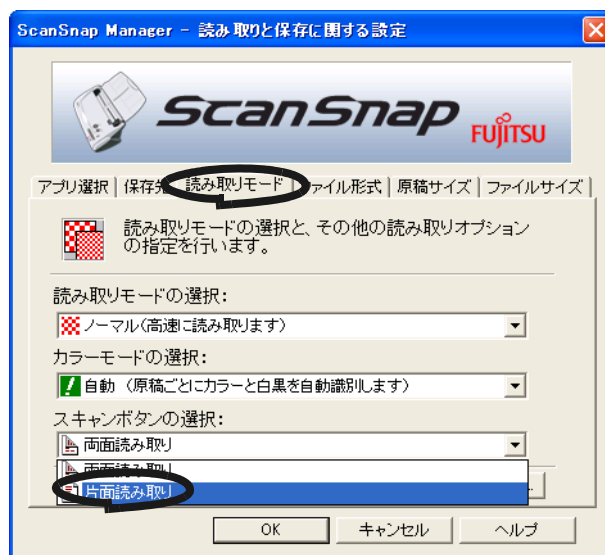 ScanSnap Manager - 読み取りと保存に関する設定
ScanSnap
FUJITSU
アプリ選択 保存先 読み取りモード ファイル形式 原稿サイズ ファイルサイズ
読み取りモードの選択と、その他の読み取りオプション
の指定を行います。
読み取りモードの選択:
ノーマル(高速に読み取ります)
カラーモードの選択:
自動 (原稿ごとにカラーと白黒を自動識別します)
スキャンボタンの選択:
両面読み取り
両面読み取り
片面読み取り
OK キャンセル ヘルプ